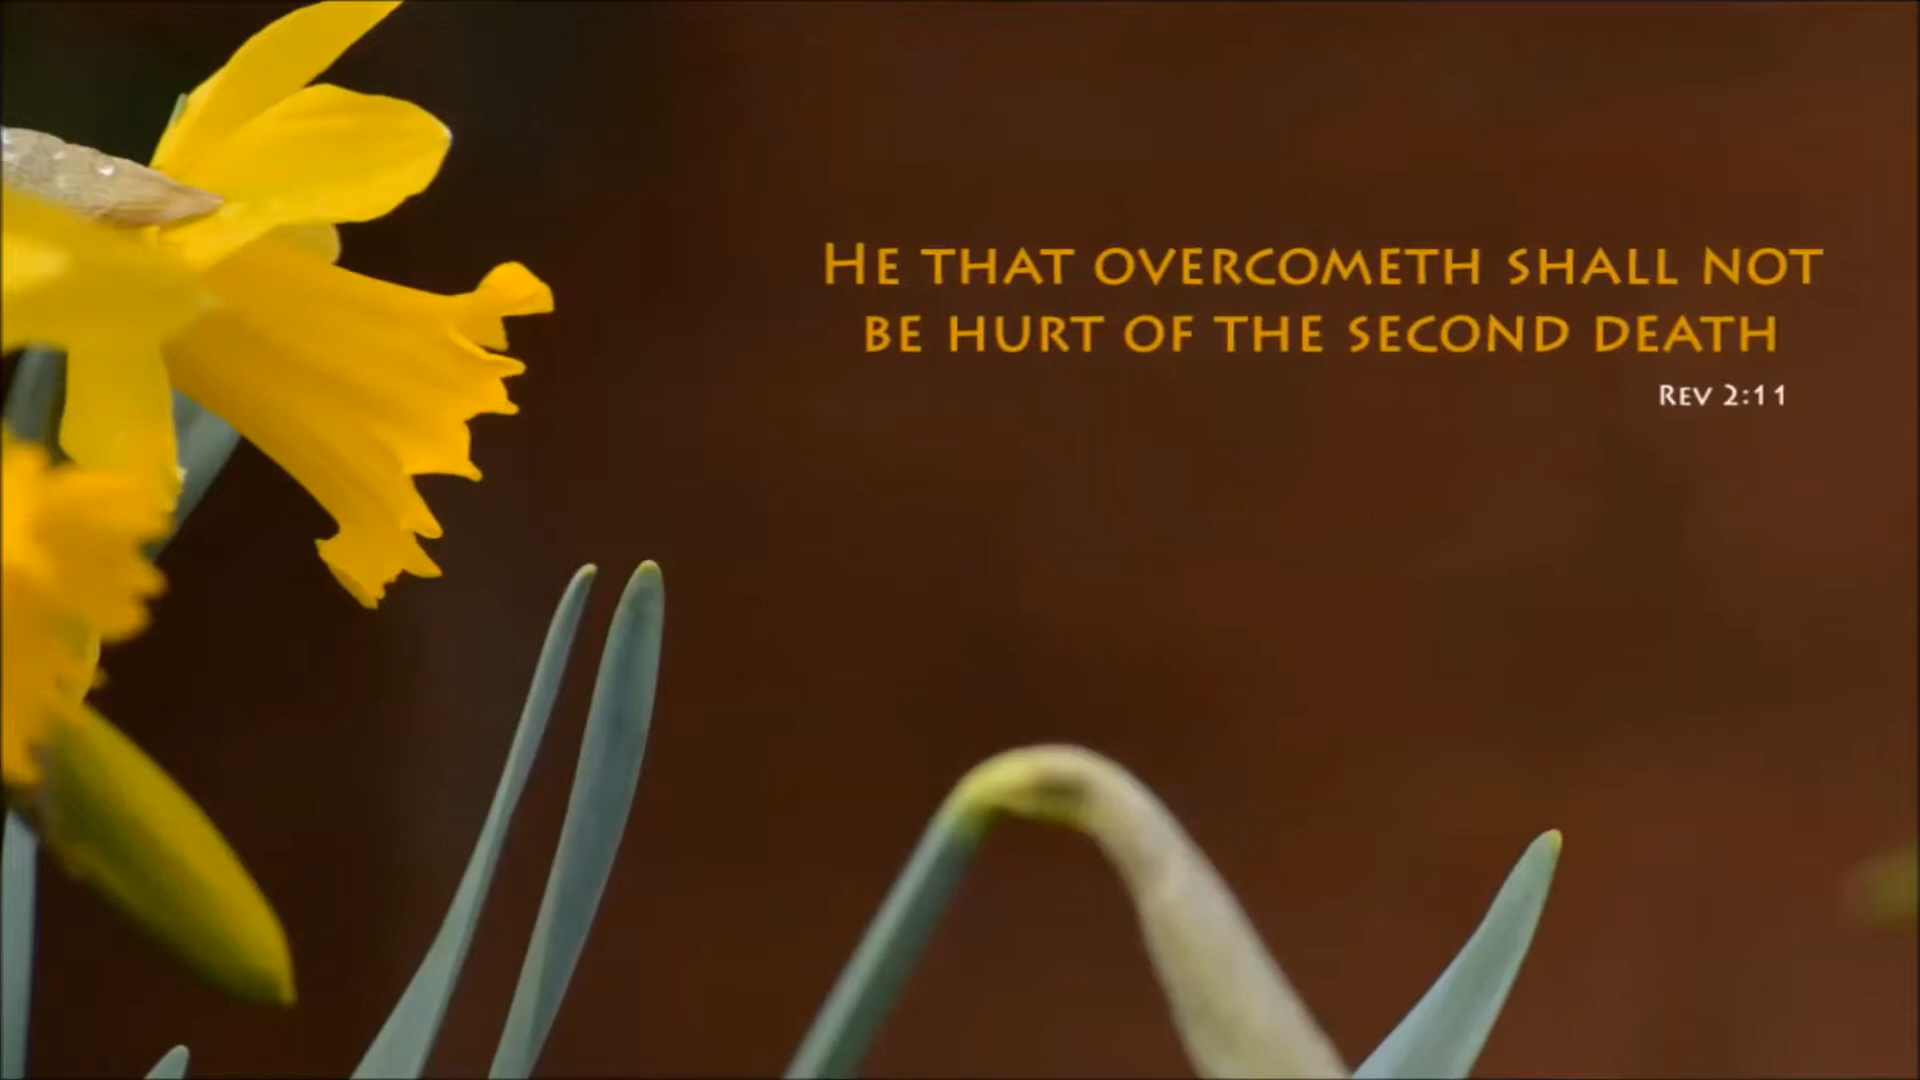 He that overcometh shall not
be hurt of the second death
Rev 2:11